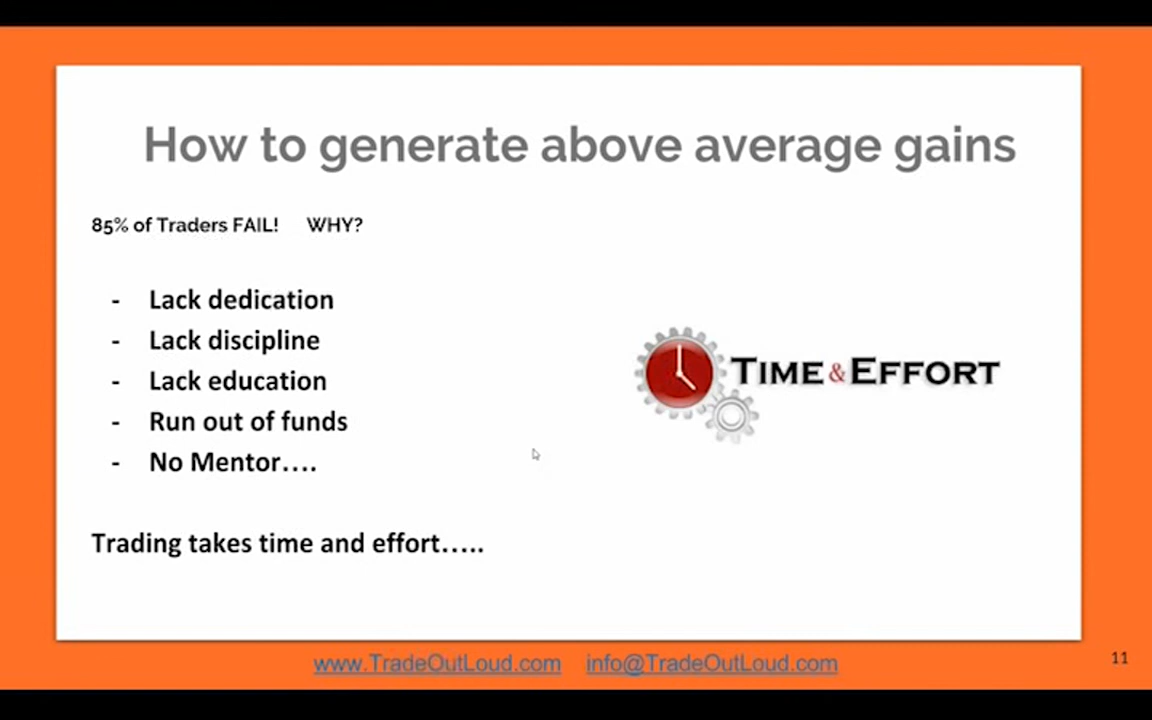 How to generate above average gains
85% of Traders FAIL! WHY?
- Lack dedication
- Lack discipline
- Lack education
- Run out of funds
- No Mentor....
TIME & EFFORT
Trading takes time and effort.....
www.TradeOutLoud.com info@TradeOutLoud.com
11